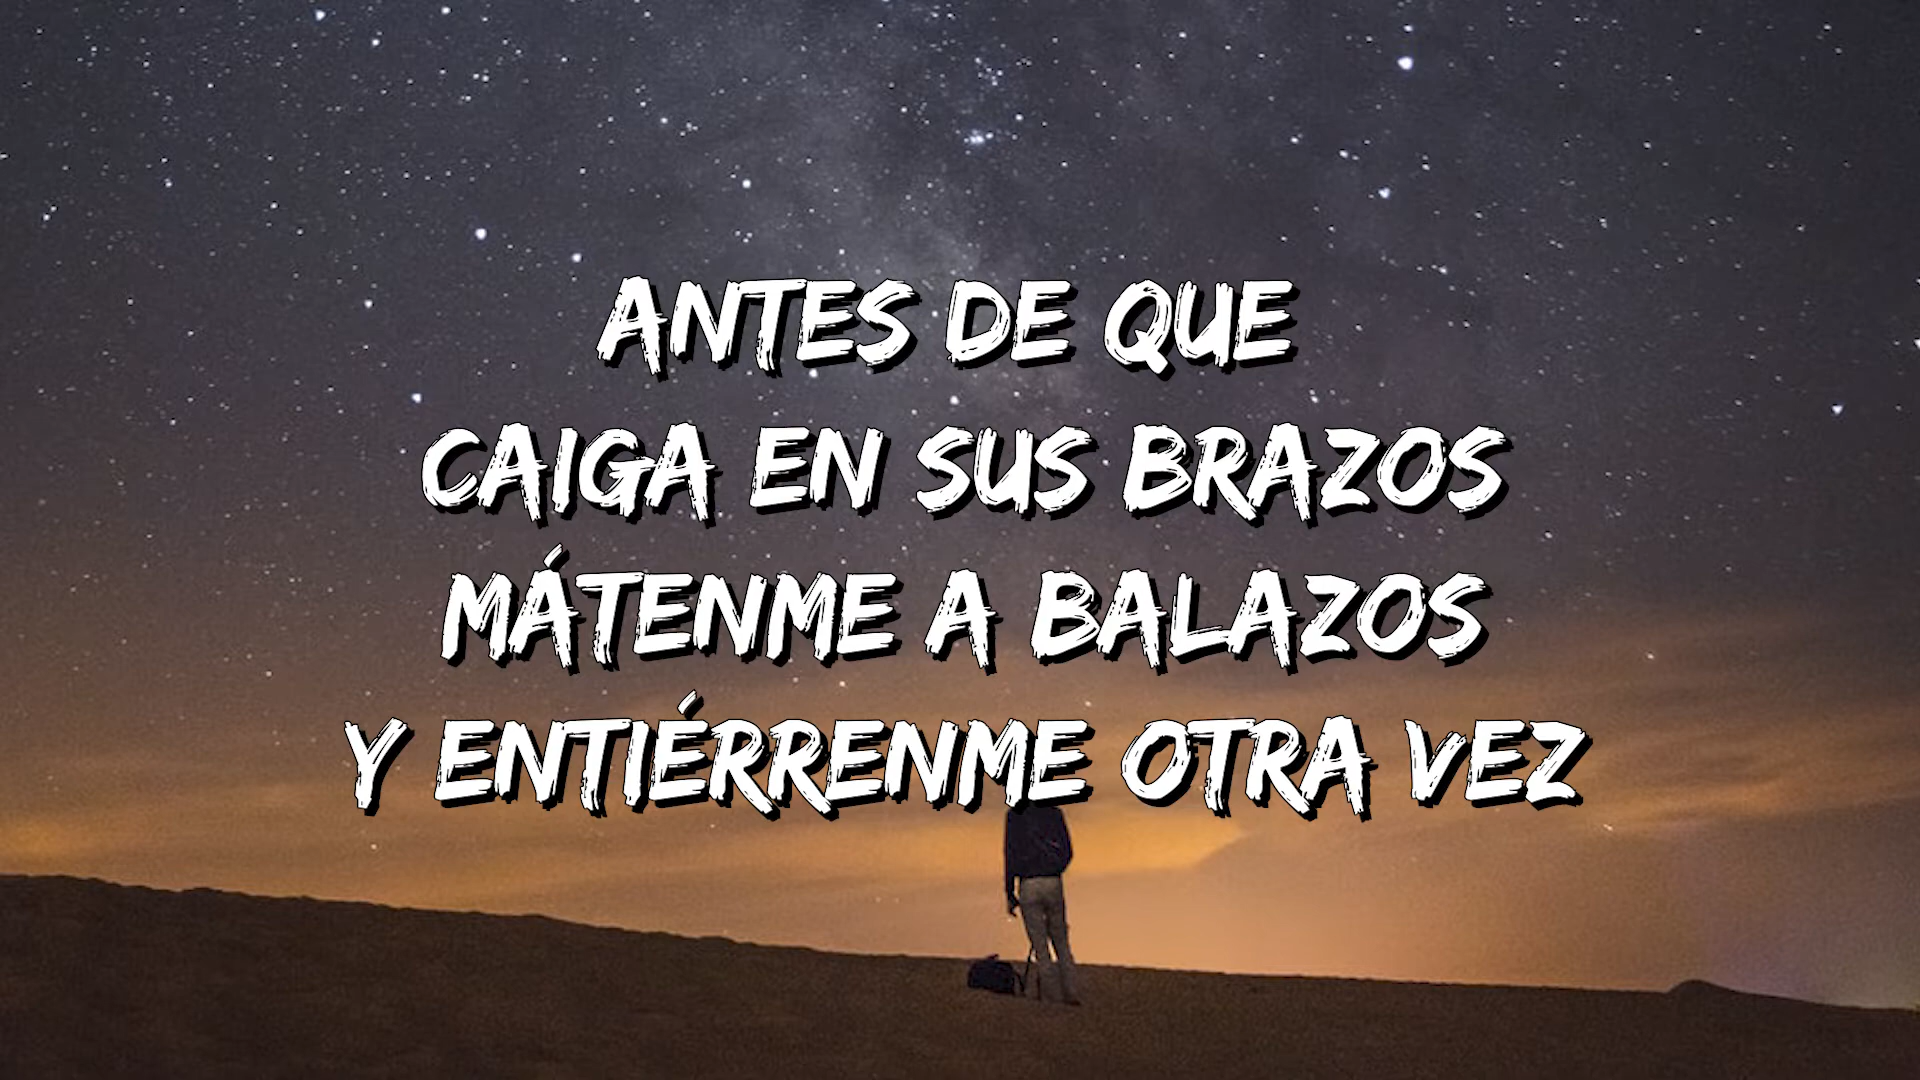 ANTES DE QUE
CAIGA EN SUS BRAZOS
MÁTENME A BALAZOS
Y ENTIÉRRENME OTRA VEZ